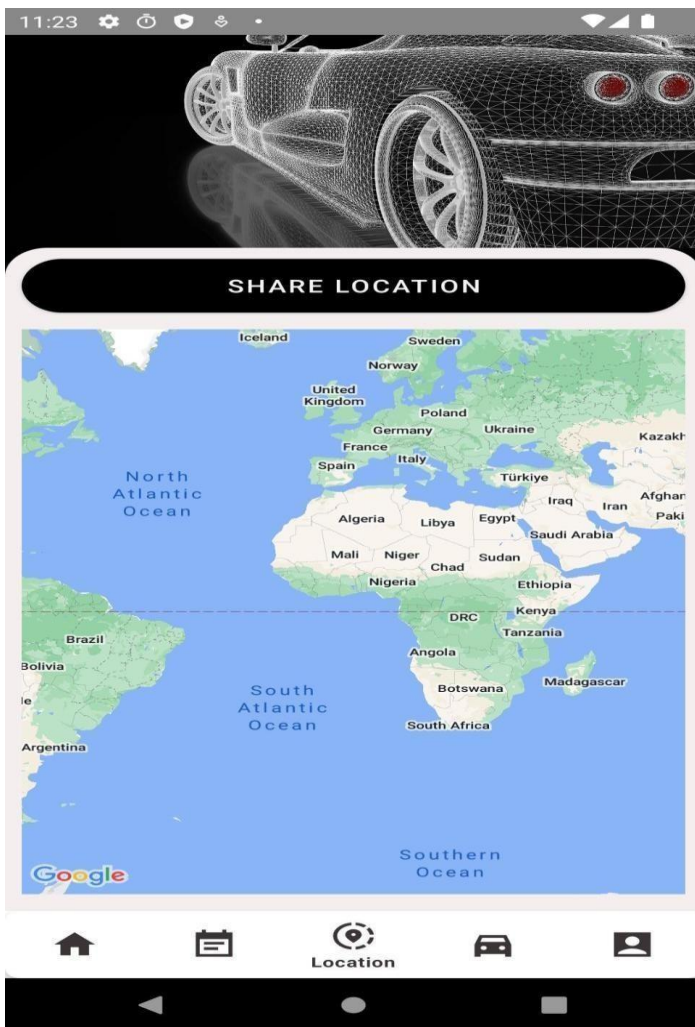 11:23
SHARE LOCATION
Iceland
Sweden
Norway
United
Kingdom
Poland
Germany
Ukraine
France
Kazakh
Italy
Spain
Türkiye
North
Atlantic
Ocean
Iraq
Iran
Afghan
Paki
Algeria
Libya
Egypt
Saudi Arabia
Mali
Niger
Chad
Sudan
Nigeria
Ethiopia
DRC
Kenya
Brazil
Tanzania
Bolivia
Angola
South
Atlantic
Ocean
Botswana
Madagascar
le
South Africa
Argentina
Southern
Ocean
Google
Location